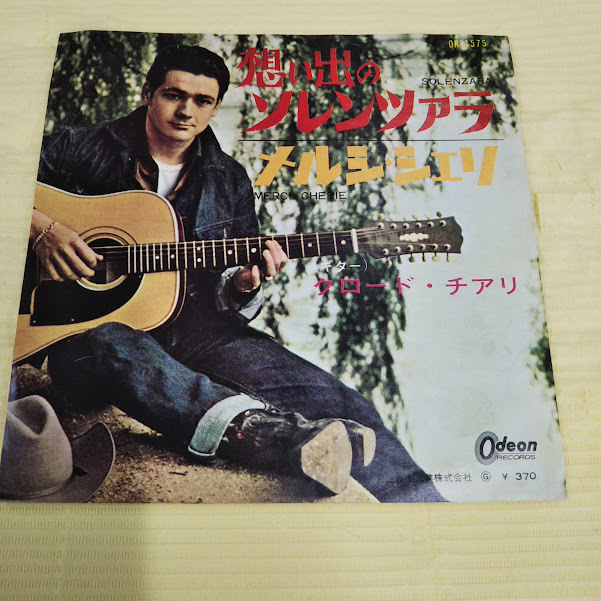 OR 1575
想い出の
SOLENZARA
ソレンツァラ
メルシ・シェリ
MERCI CHERIE
ギター)
クロード・チアリ
Odeon
RECORDS
業株式会社 Ⓖ ¥ 370